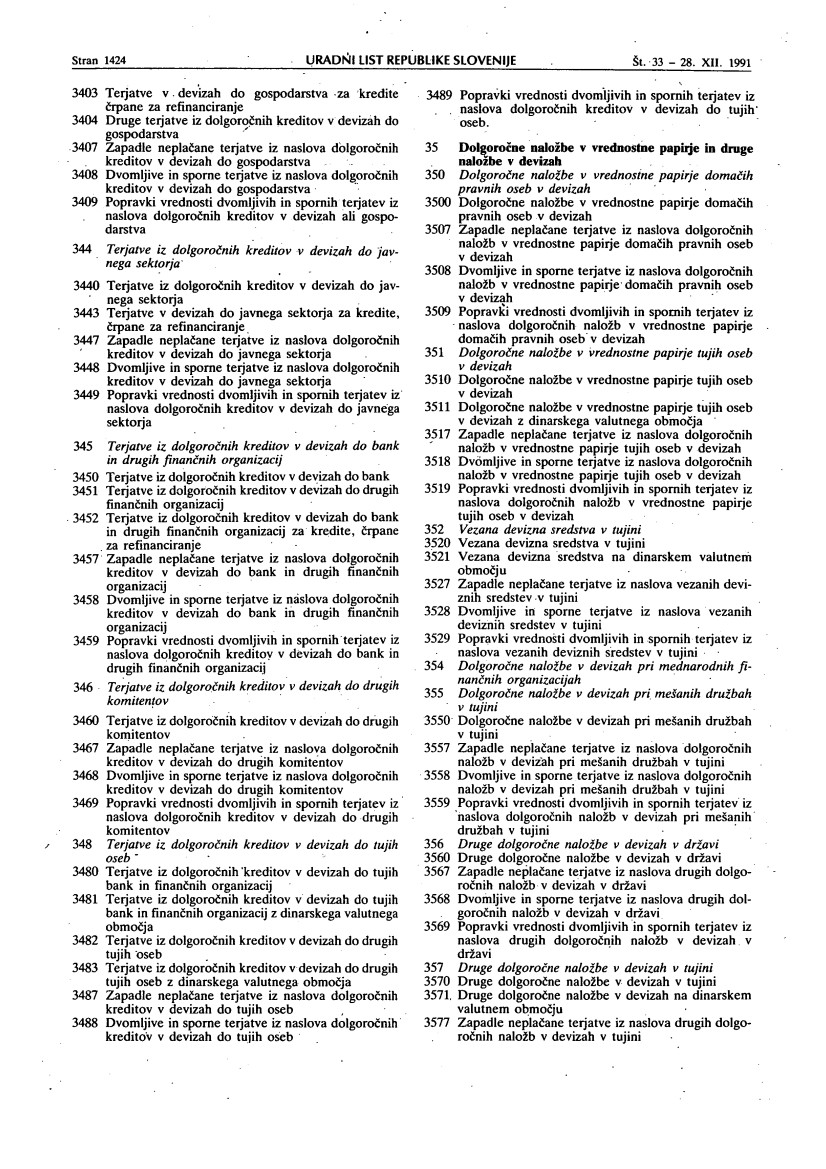 Stran 1424 URADNI LIST REPUBLIKE SLOVENIJE Št. 33 – 28. XII. 1991
3403 Terjatve v devizah do gospodarstva za kredite
črpane za refinanciranje
3404 Druge terjatve iz dolgoročnih kreditov v devizah do
gospodarstva
3407 Zapadle neplačane terjatve iz naslova dolgoročnih
kreditov v devizah do gospodarstva
3408 Dvomljive in sporne terjatve iz naslova dolgoročnih
kreditov v devizah do gospodarstva
3409 Popravki vrednosti dvomljivih in spornih terjatev iz
naslova dolgoročnih kreditov v devizah ali gospo-
darstva
344 Terjatve iz dolgoročnih kreditov v devizah do jav-
nega sektorja
3440 Terjatve iz dolgoročnih kreditov v devizah do jav-
nega sektorja
3443 Terjatve v devizah do javnega sektorja za kredite,
črpane za refinanciranje
3447 Zapadle neplačane terjatve iz naslova dolgoročnih
kreditov v devizah do javnega sektorja
3448 Dvomljive in sporne terjatve iz naslova dolgoročnih
kreditov v devizah do javnega sektorja
3449 Popravki vrednosti dvomljivih in spornih terjatev iz
naslova dolgoročnih kreditov v devizah do javnega
sektorja
345 Terjatve iz dolgoročnih kreditov v devizah do bank
in drugih finančnih organizacij
3450 Terjatve iz dolgoročnih kreditov v devizah do bank
3451 Terjatve iz dolgoročnih kreditov v devizah do drugih
finančnih organizacij
3452 Terjatve iz dolgoročnih kreditov v devizah do bank
in drugih finančnih organizacij za kredite, črpane
za refinanciranje
3457 Zapadle neplačane terjatve iz naslova dolgoročnih
kreditov v devizah do bank in drugih finančnih
organizacij
3458 Dvomljive in sporne terjatve iz naslova dolgoročnih
kreditov v devizah do bank in drugih finančnih
organizacij
3459 Popravki vrednosti dvomljivih in spornih terjatev iz
naslova dolgoročnih kreditov v devizah do bank in
drugih finančnih organizacij
346 Terjatve iz dolgoročnih kreditov v devizah do drugih
komitentov
3460 Terjatve iz dolgoročnih kreditov v devizah do drugih
komitentov
3467 Zapadle neplačane terjatve iz naslova dolgoročnih
kreditov v devizah do drugih komitentov
3468 Dvomljive in sporne terjatve iz naslova dolgoročnih
kreditov v devizah do drugih komitentov
3469 Popravki vrednosti dvomljivih in spornih terjatev iz
naslova dolgoročnih kreditov v devizah do drugih
komitentov
348 Terjatve iz dolgoročnih kreditov v devizah do tujih
oseb
3480 Terjatve iz dolgoročnih kreditov v devizah do tujih
bank in finančnih organizacij
3481 Terjatve iz dolgoročnih kreditov v devizah do tujih
bank in finančnih organizacij z dinarskega valutnega
območja
3482 Terjatve iz dolgoročnih kreditov v devizah do drugih
tujih oseb
3483 Terjatve iz dolgoročnih kreditov v devizah do drugih
tujih oseb z dinarskega valutnega območja
3487 Zapadle neplačane terjatve iz naslova dolgoročnih
kreditov v devizah do tujih oseb
3488 Dvomljive in sporne terjatve iz naslova dolgoročnih
kreditov v devizah do tujih oseb
3489 Popravki vrednosti dvomljivih in spornih terjatev iz
naslova dolgoročnih kreditov v devizah do tujih
oseb.
35 Dolgoročne naložbe v vrednostne papirje in druge
naložbe v devizah
350 Dolgoročne naložbe v vrednostne papirje domačih
pravnih oseb v devizah
3500 Dolgoročne naložbe v vrednostne papirje domačih
pravnih oseb v devizah
3507 Zapadle neplačane terjatve iz naslova dolgoročnih
naložb v vrednostne papirje domačih pravnih oseb
v devizah
3508 Dvomljive in sporne terjatve iz naslova dolgoročnih
naložb v vrednostne papirje domačih pravnih oseb
v devizah
3509 Popravki vrednosti dvomljivih in spornih terjatev iz
naslova dolgoročnih naložb v vrednostne papirje
domačih pravnih oseb v devizah
351 Dolgoročne naložbe v vrednostne papirje tujih oseb
v devizah
3510 Dolgoročne naložbe v vrednostne papirje tujih oseb
v devizah
3511 Dolgoročne naložbe v vrednostne papirje tujih oseb
v devizah z dinarskega valutnega območja
3517 Zapadle neplačane terjatve iz naslova dolgoročnih
naložb v vrednostne papirje tujih oseb v devizah
3518 Dvomljive in sporne terjatve iz naslova dolgoročnih
naložb v vrednostne papirje tujih oseb v devizah
3519 Popravki vrednosti dvomljivih in spornih terjatev iz
naslova dolgoročnih naložb v vrednostne papirje
tujih oseb v devizah
352 Vezana devizna sredstva v tujini
3520 Vezana devizna sredstva v tujini
3521 Vezana devizna sredstva na dinarskem valutnem
območju
3527 Zapadle neplačane terjatve iz naslova vezanih devi-
znih sredstev v tujini
3528 Dvomljive in sporne terjatve iz naslova vezanih
deviznih sredstev v tujini
3529 Popravki vrednosti dvomljivih in spornih terjatev iz
naslova vezanih deviznih sredstev v tujini
354 Dolgoročne naložbe v devizah pri mednarodnih fi-
nančnih organizacijah
355 Dolgoročne naložbe v devizah pri mešanih družbah
v tujini
3550 Dolgoročne naložbe v devizah pri mešanih družbah
v tujini
3557 Zapadle neplačane terjatve iz naslova dolgoročnih
naložb v devizah pri mešanih družbah v tujini
3558 Dvomljive in sporne terjatve iz naslova dolgoročnih
naložb v devizah pri mešanih družbah v tujini
3559 Popravki vrednosti dvomljivih in spornih terjatev iz
naslova dolgoročnih naložb v devizah pri mešanih
družbah v tujini
356 Druge dolgoročne naložbe v devizah v državi
3560 Druge dolgoročne naložbe v devizah v državi
3567 Zapadle neplačane terjatve iz naslova drugih dolgo-
ročnih naložb v devizah v državi
3568 Dvomljive in sporne terjatve iz naslova drugih dol-
goročnih naložb v devizah v državi
3569 Popravki vrednosti dvomljivih in spornih terjatev iz
naslova drugih dolgoročnih naložb v devizah v
državi
357 Druge dolgoročne naložbe v devizah v tujini
3570 Druge dolgoročne naložbe v devizah v tujini
3571. Druge dolgoročne naložbe v devizah na dinarskem
valutnem območju
3577 Zapadle neplačane terjatve iz naslova drugih dolgo-
ročnih naložb v devizah v tujini